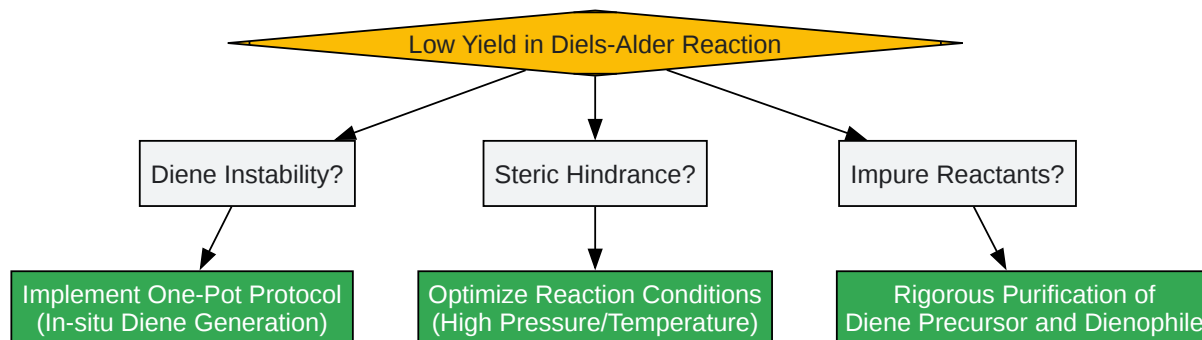 Low Yield in Diels-Alder Reaction
Diene Instability?
Steric Hindrance?
Impure Reactants?
Implement One-Pot Protocol
(In-situ Diene Generation)
Optimize Reaction Conditions
(High Pressure/Temperature)
Rigorous Purification of
Diene Precursor and Dienophile